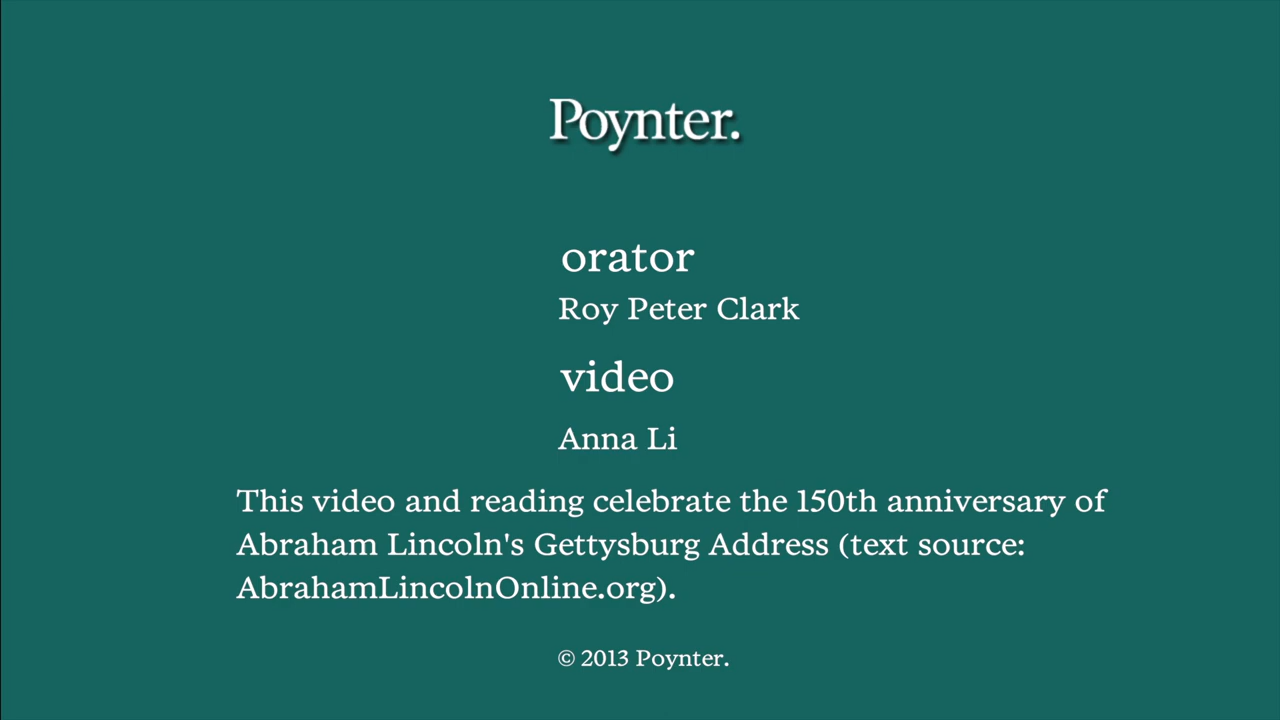 Poynter.
orator
Roy Peter Clark
video
Anna Li
This video and reading celebrate the 150th anniversary of
Abraham Lincoln's Gettysburg Address (text source:
AbrahamLincolnOnline.org).
© 2013 Poynter.